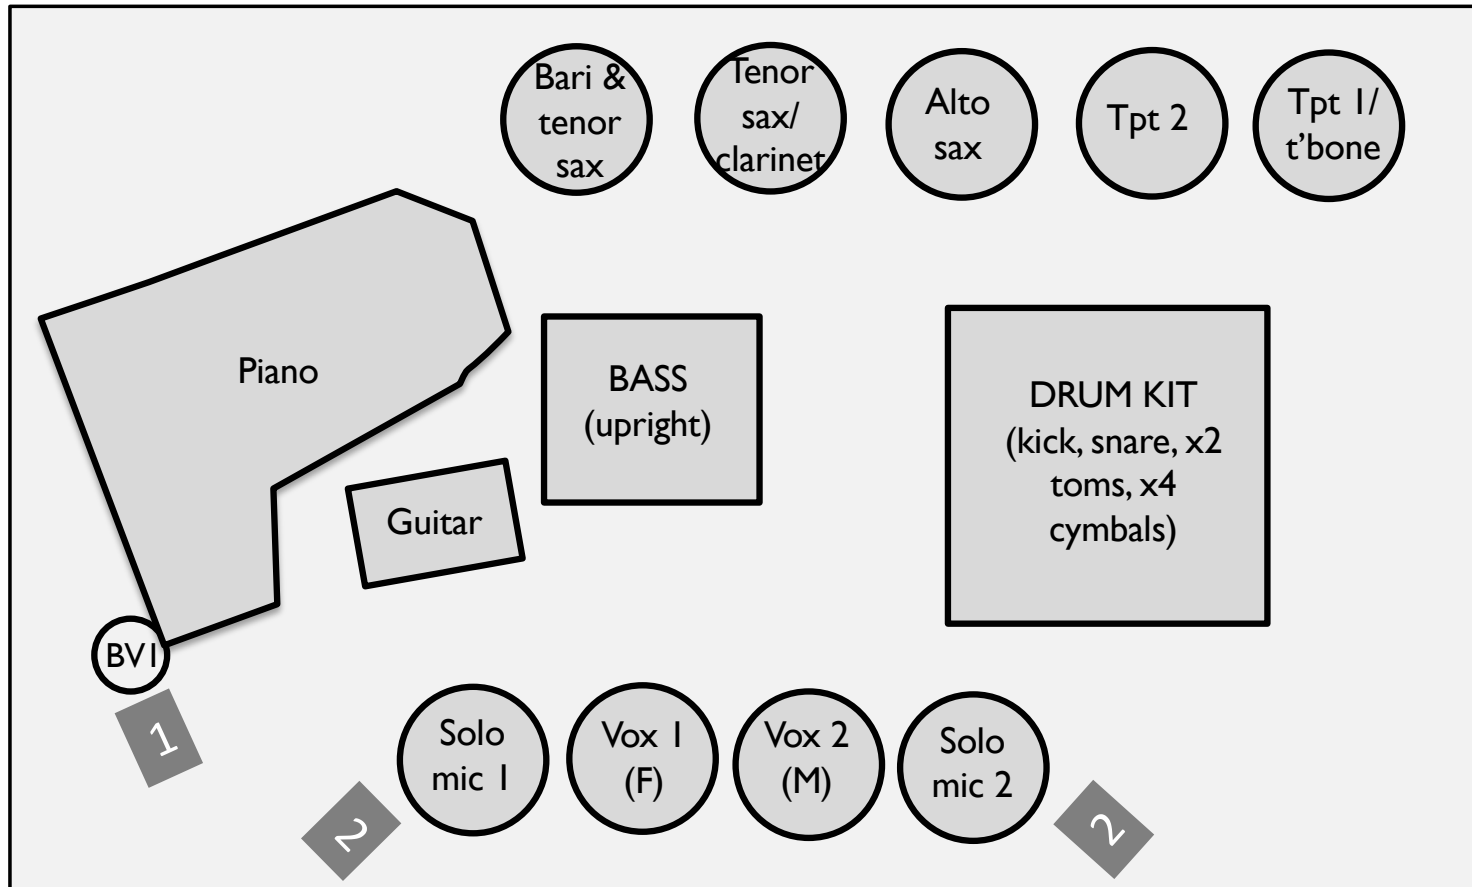 Bari &
tenor
sax
Tenor
sax/
clarinet
Alto
sax
Tpt 2
Tpt 1/
t’bone
Piano
BASS
(upright)
DRUM KIT
(kick, snare, x2
toms, x4
cymbals)
Guitar
BV1
1
Solo
mic 1
Vox 1
(F)
Vox 2
(M)
Solo
mic 2
2
2